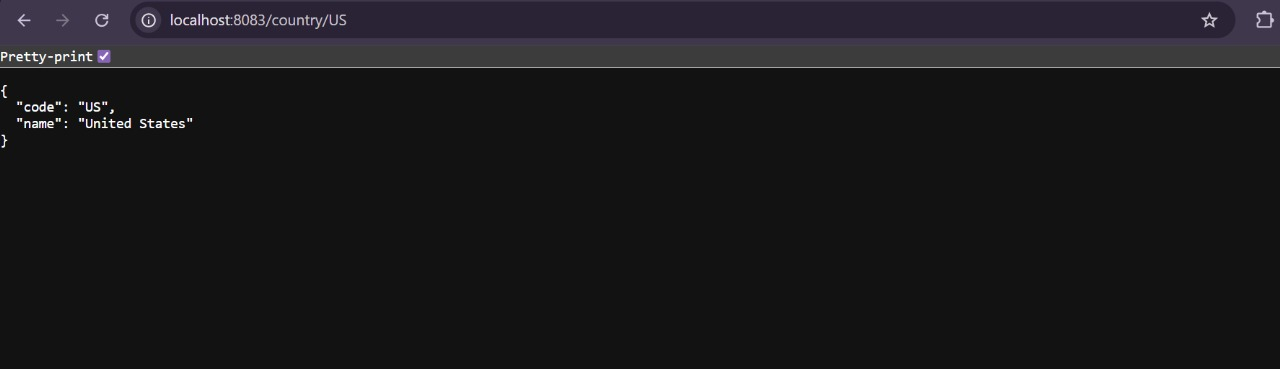 localhost:8083/country/US
Pretty-print
{
  "code": "US",
  "name": "United States"
}